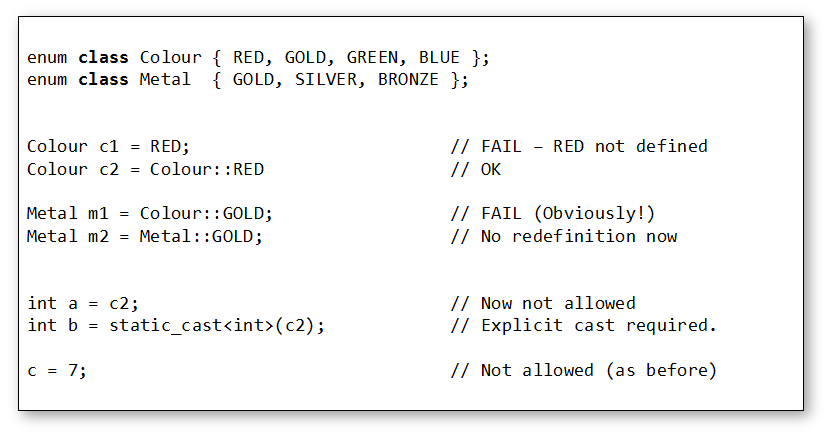 enum class Colour { RED, GOLD, GREEN, BLUE };
enum class Metal  { GOLD, SILVER, BRONZE };
Colour c1 = RED; // FAIL – RED not defined
Colour c2 = Colour::RED // OK
Metal m1 = Colour::GOLD; // FAIL (Obviously!)
Metal m2 = Metal::GOLD; // No redefinition now
int a = c2; // Now not allowed
int b = static_cast<int>(c2); // Explicit cast required.
c = 7; // Not allowed (as before)